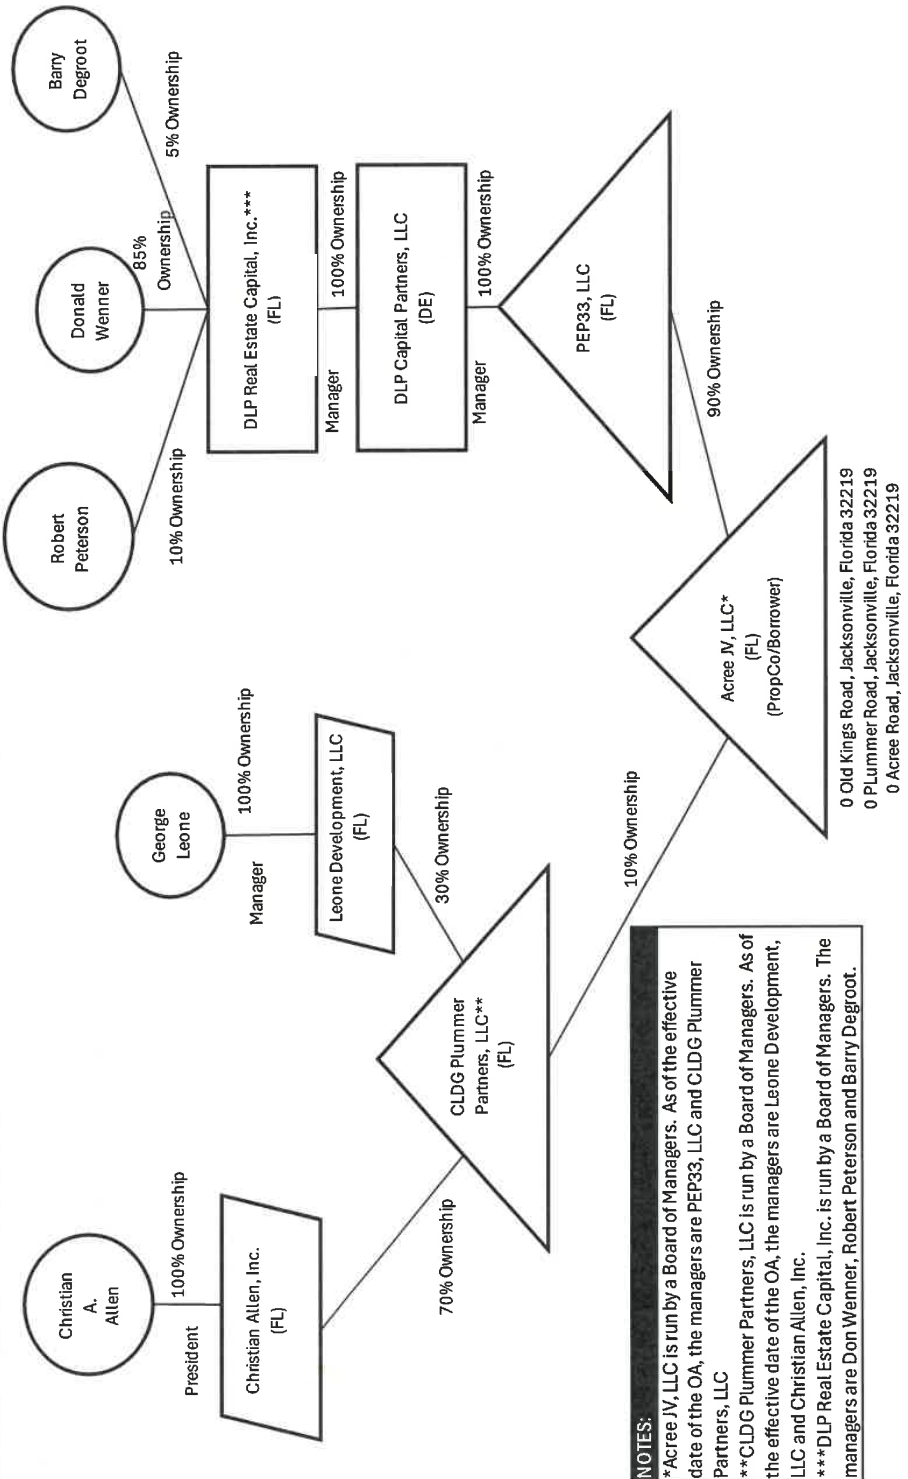 Christian
A.
Allen
President
100% Ownership
Christian Allen, Inc.
(FL)
70% Ownership
George
Leone
Manager
100% Ownership
Leone Development, LLC
(FL)
30% Ownership
CLDG Plummer
Partners, LLC**
(FL)
10% Ownership
Robert
Peterson
10% Ownership
Donald
Wenner
85%
Ownership
Barry
Degroot
5% Ownership
DLP Real Estate Capital, Inc.***
(FL)
Manager
100% Ownership
DLP Capital Partners, LLC
(DE)
Manager
100% Ownership
PEP33, LLC
(FL)
90% Ownership
Acree JV, LLC*
(FL)
(PropCo/Borrower)
0 Old Kings Road, Jacksonville, Florida 32219
0 PLummer Road, Jacksonville, Florida 32219
0 Acree Road, Jacksonville, Florida 32219
NOTES:
*Acree JV, LLC is run by a Board of Managers. As of the effective
date of the OA, the managers are PEP33, LLC and CLDG Plummer
Partners, LLC
**CLDG Plummer Partners, LLC is run by a Board of Managers. As of
the effective date of the OA, the managers are Leone Development,
LLC and Christian Allen, Inc.
***DLP Real Estate Capital, Inc. is run by a Board of Managers. The
managers are Don Wenner, Robert Peterson and Barry Degroot.